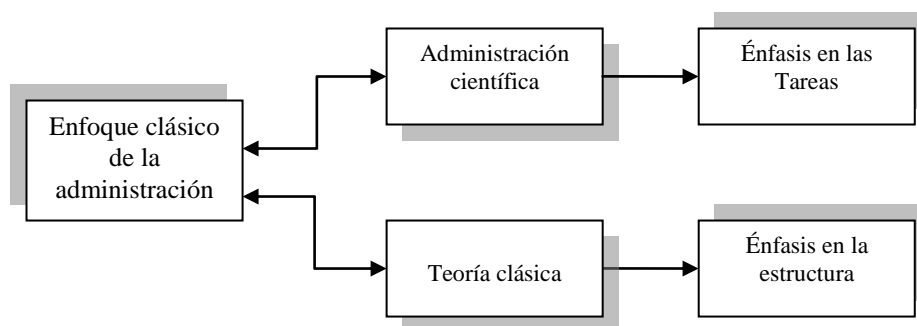 Enfoque clásico
de la
administración
Administración
científica
Énfasis en las
Tareas
Teoría clásica
Énfasis en la
estructura